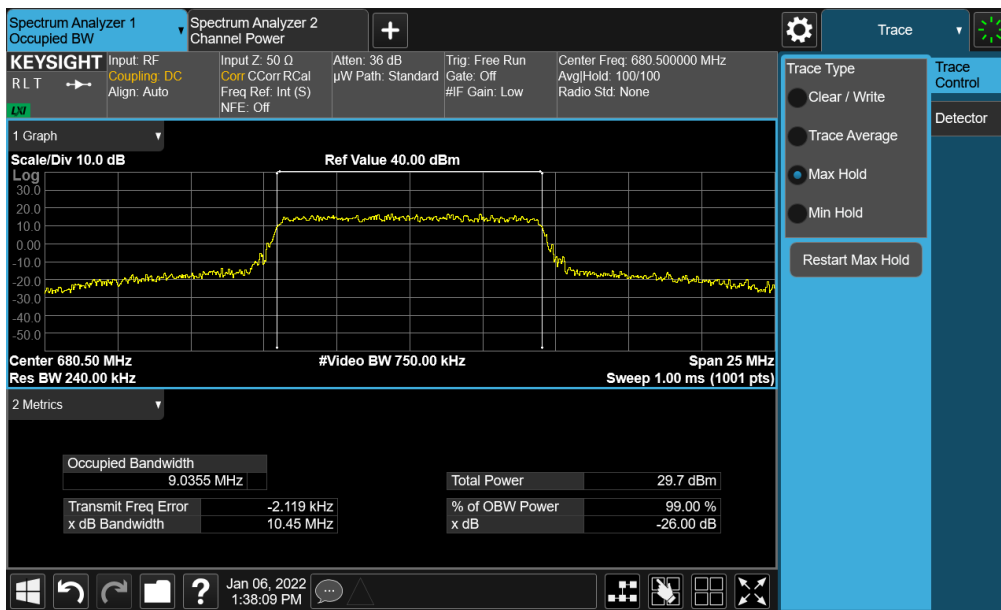 Spectrum Analyzer 1
Occupied BW
Spectrum Analyzer 2
Channel Power
Trace
KEYSIGHT
RLT
LXI
Input: RF
Coupling: DC
Align: Auto
Input Z: 50 Ω
Corr CCorr RCal
Freq Ref: Int (S)
NFE: Off
Atten: 36 dB
µW Path: Standard
Trig: Free Run
Gate: Off
#IF Gain: Low
Center Freq: 680.500000 MHz
Avg|Hold: 100/100
Radio Std: None
Trace Type
Clear / Write
Trace Average
Max Hold
Min Hold
Restart Max Hold
Trace
Control
Detector
1 Graph
Scale/Div 10.0 dB
Ref Value 40.00 dBm
Log
30.0
20.0
10.0
0.00
-10.0
-20.0
-30.0
-40.0
-50.0
Center 680.50 MHz
#Video BW 750.00 kHz
Span 25 MHz
Res BW 240.00 kHz
Sweep 1.00 ms (1001 pts)
2 Metrics
Occupied Bandwidth
9.0355 MHz
Total Power 29.7 dBm
Transmit Freq Error -2.119 kHz
% of OBW Power 99.00 %
x dB Bandwidth 10.45 MHz
x dB -26.00 dB
?
Jan 06, 2022
1:38:09 PM